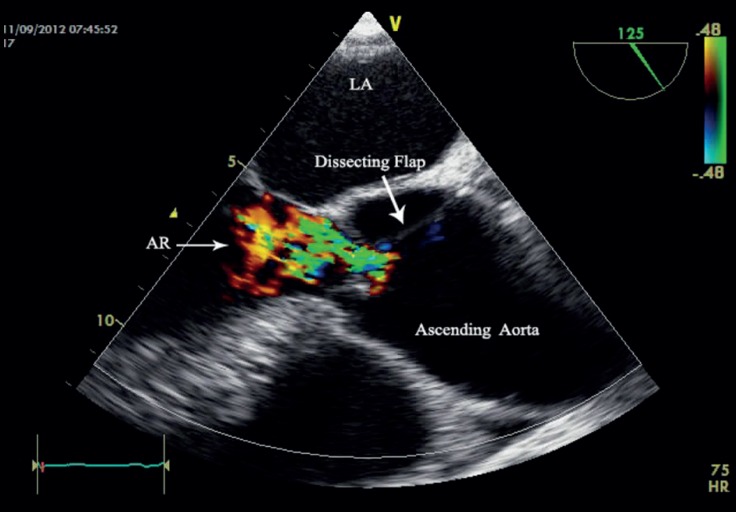 11/09/2012 07:45:52
17
V
125
.48
LA
Dissecting Flap
5
-.48
AR
10
Ascending Aorta
75
HR